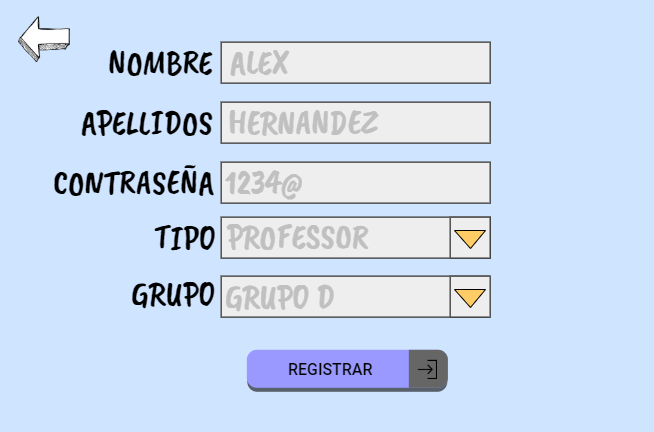 NOMBRE ALEX
APELLIDOS HERNANDEZ
CONTRASEÑA 1234@
TIPO PROFESSOR
GRUPO GRUPO D
REGISTRAR